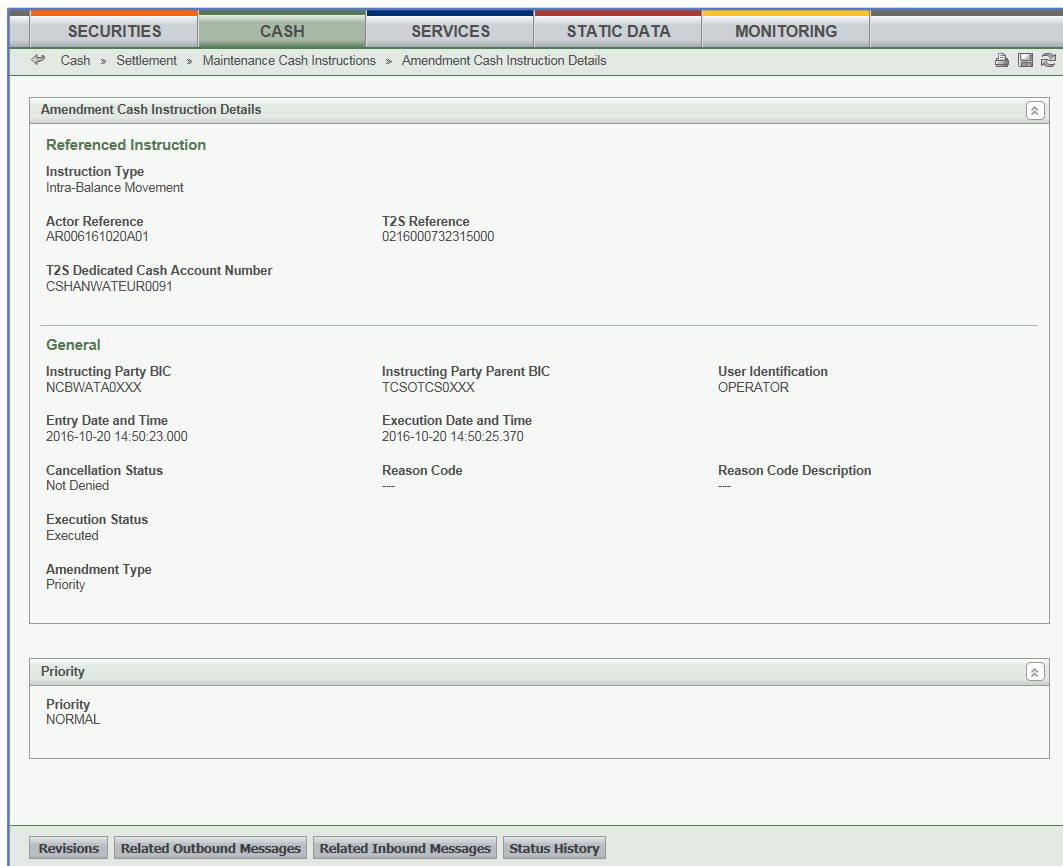 SECURITIES CASH SERVICES STATIC DATA MONITORING
Cash » Settlement » Maintenance Cash Instructions » Amendment Cash Instruction Details
Amendment Cash Instruction Details
Referenced Instruction
Instruction Type
Intra-Balance Movement
Actor Reference T2S Reference
AR006161020A01 0216000732315000
T2S Dedicated Cash Account Number
CSHANWATEUR0091
General
Instructing Party BIC Instructing Party Parent BIC User Identification
NCBWATA0XXX TCSOTCS0XXX OPERATOR
Entry Date and Time Execution Date and Time
2016-10-20 14:50:23.000 2016-10-20 14:50:25.370
Cancellation Status Reason Code Reason Code Description
Not Denied --- ---
Execution Status
Executed
Amendment Type
Priority
Priority
Priority
NORMAL
Revisions Related Outbound Messages Related Inbound Messages Status History